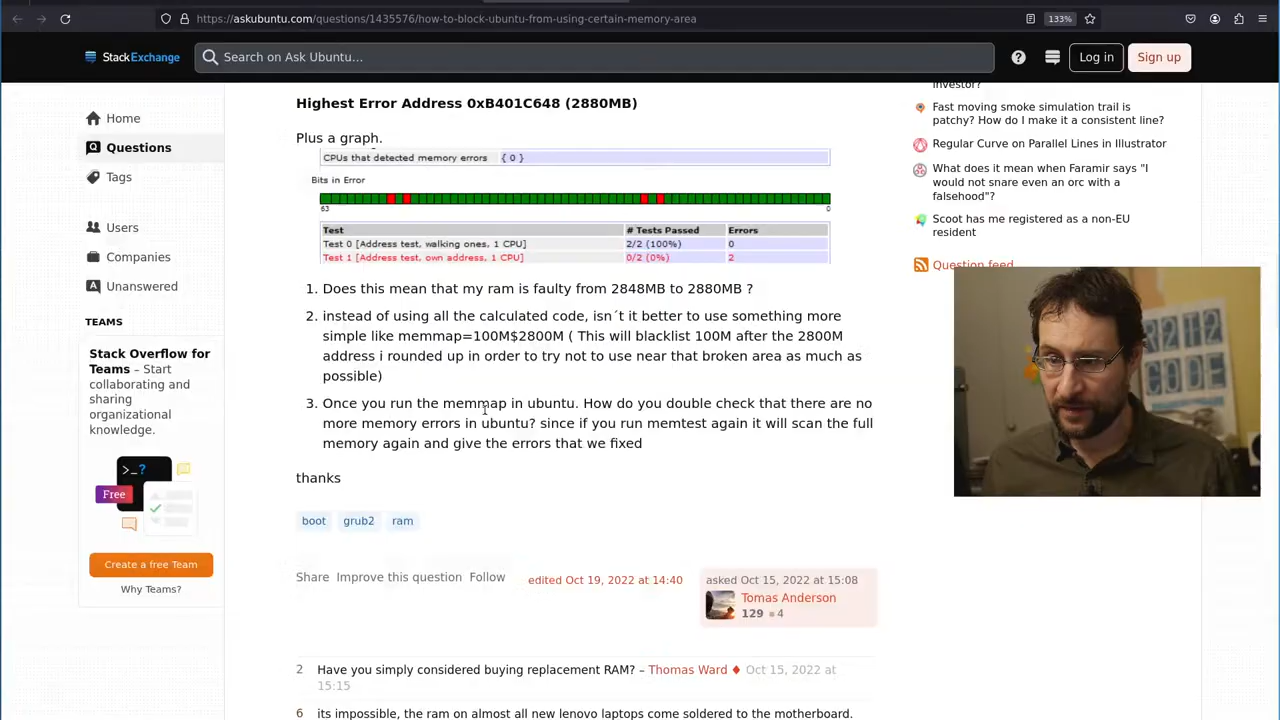 https://askubuntu.com/questions/1435576/how-to-block-ubuntu-from-using-certain-memory-area
133%
StackExchange
Search on Ask Ubuntu…
Log in
Sign up
Home
Questions
Tags
Users
Companies
Unanswered
TEAMS
Stack Overflow for
Teams – Start
collaborating and
sharing
organizational
knowledge.
>_?
Free
Create a free Team
Why Teams?
Highest Error Address 0xB401C648 (2880MB)
Plus a graph.
CPUs that detected memory errors { 0 }
Bits in Error
63 0
Test # Tests Passed Errors
Test 0 [Address test, walking ones, 1 CPU] 2/2 (100%) 0
Test 1 [Address test, own address, 1 CPU] 0/2 (0%) 2
1. Does this mean that my ram is faulty from 2848MB to 2880MB ?
2. instead of using all the calculated code, isn´t it better to use something more
simple like memmap=100M$2800M ( This will blacklist 100M after the 2800M
address i rounded up in order to try not to use near that broken area as much as
possible)
3. Once you run the memmap in ubuntu. How do you double check that there are no
more memory errors in ubuntu? since if you run memtest again it will scan the full
memory again and give the errors that we fixed
thanks
boot grub2 ram
Share Improve this question Follow
edited Oct 19, 2022 at 14:40
asked Oct 15, 2022 at 15:08
Tomas Anderson
129 4
2 Have you simply considered buying replacement RAM? – Thomas Ward ♦ Oct 15, 2022 at
15:15
6 its impossible, the ram on almost all new lenovo laptops come soldered to the motherboard.
investor?
Fast moving smoke simulation trail is
patchy? How do I make it a consistent line?
Regular Curve on Parallel Lines in Illustrator
What does it mean when Faramir says "I
would not snare even an orc with a
falsehood"?
Scoot has me registered as a non-EU
resident
Question feed